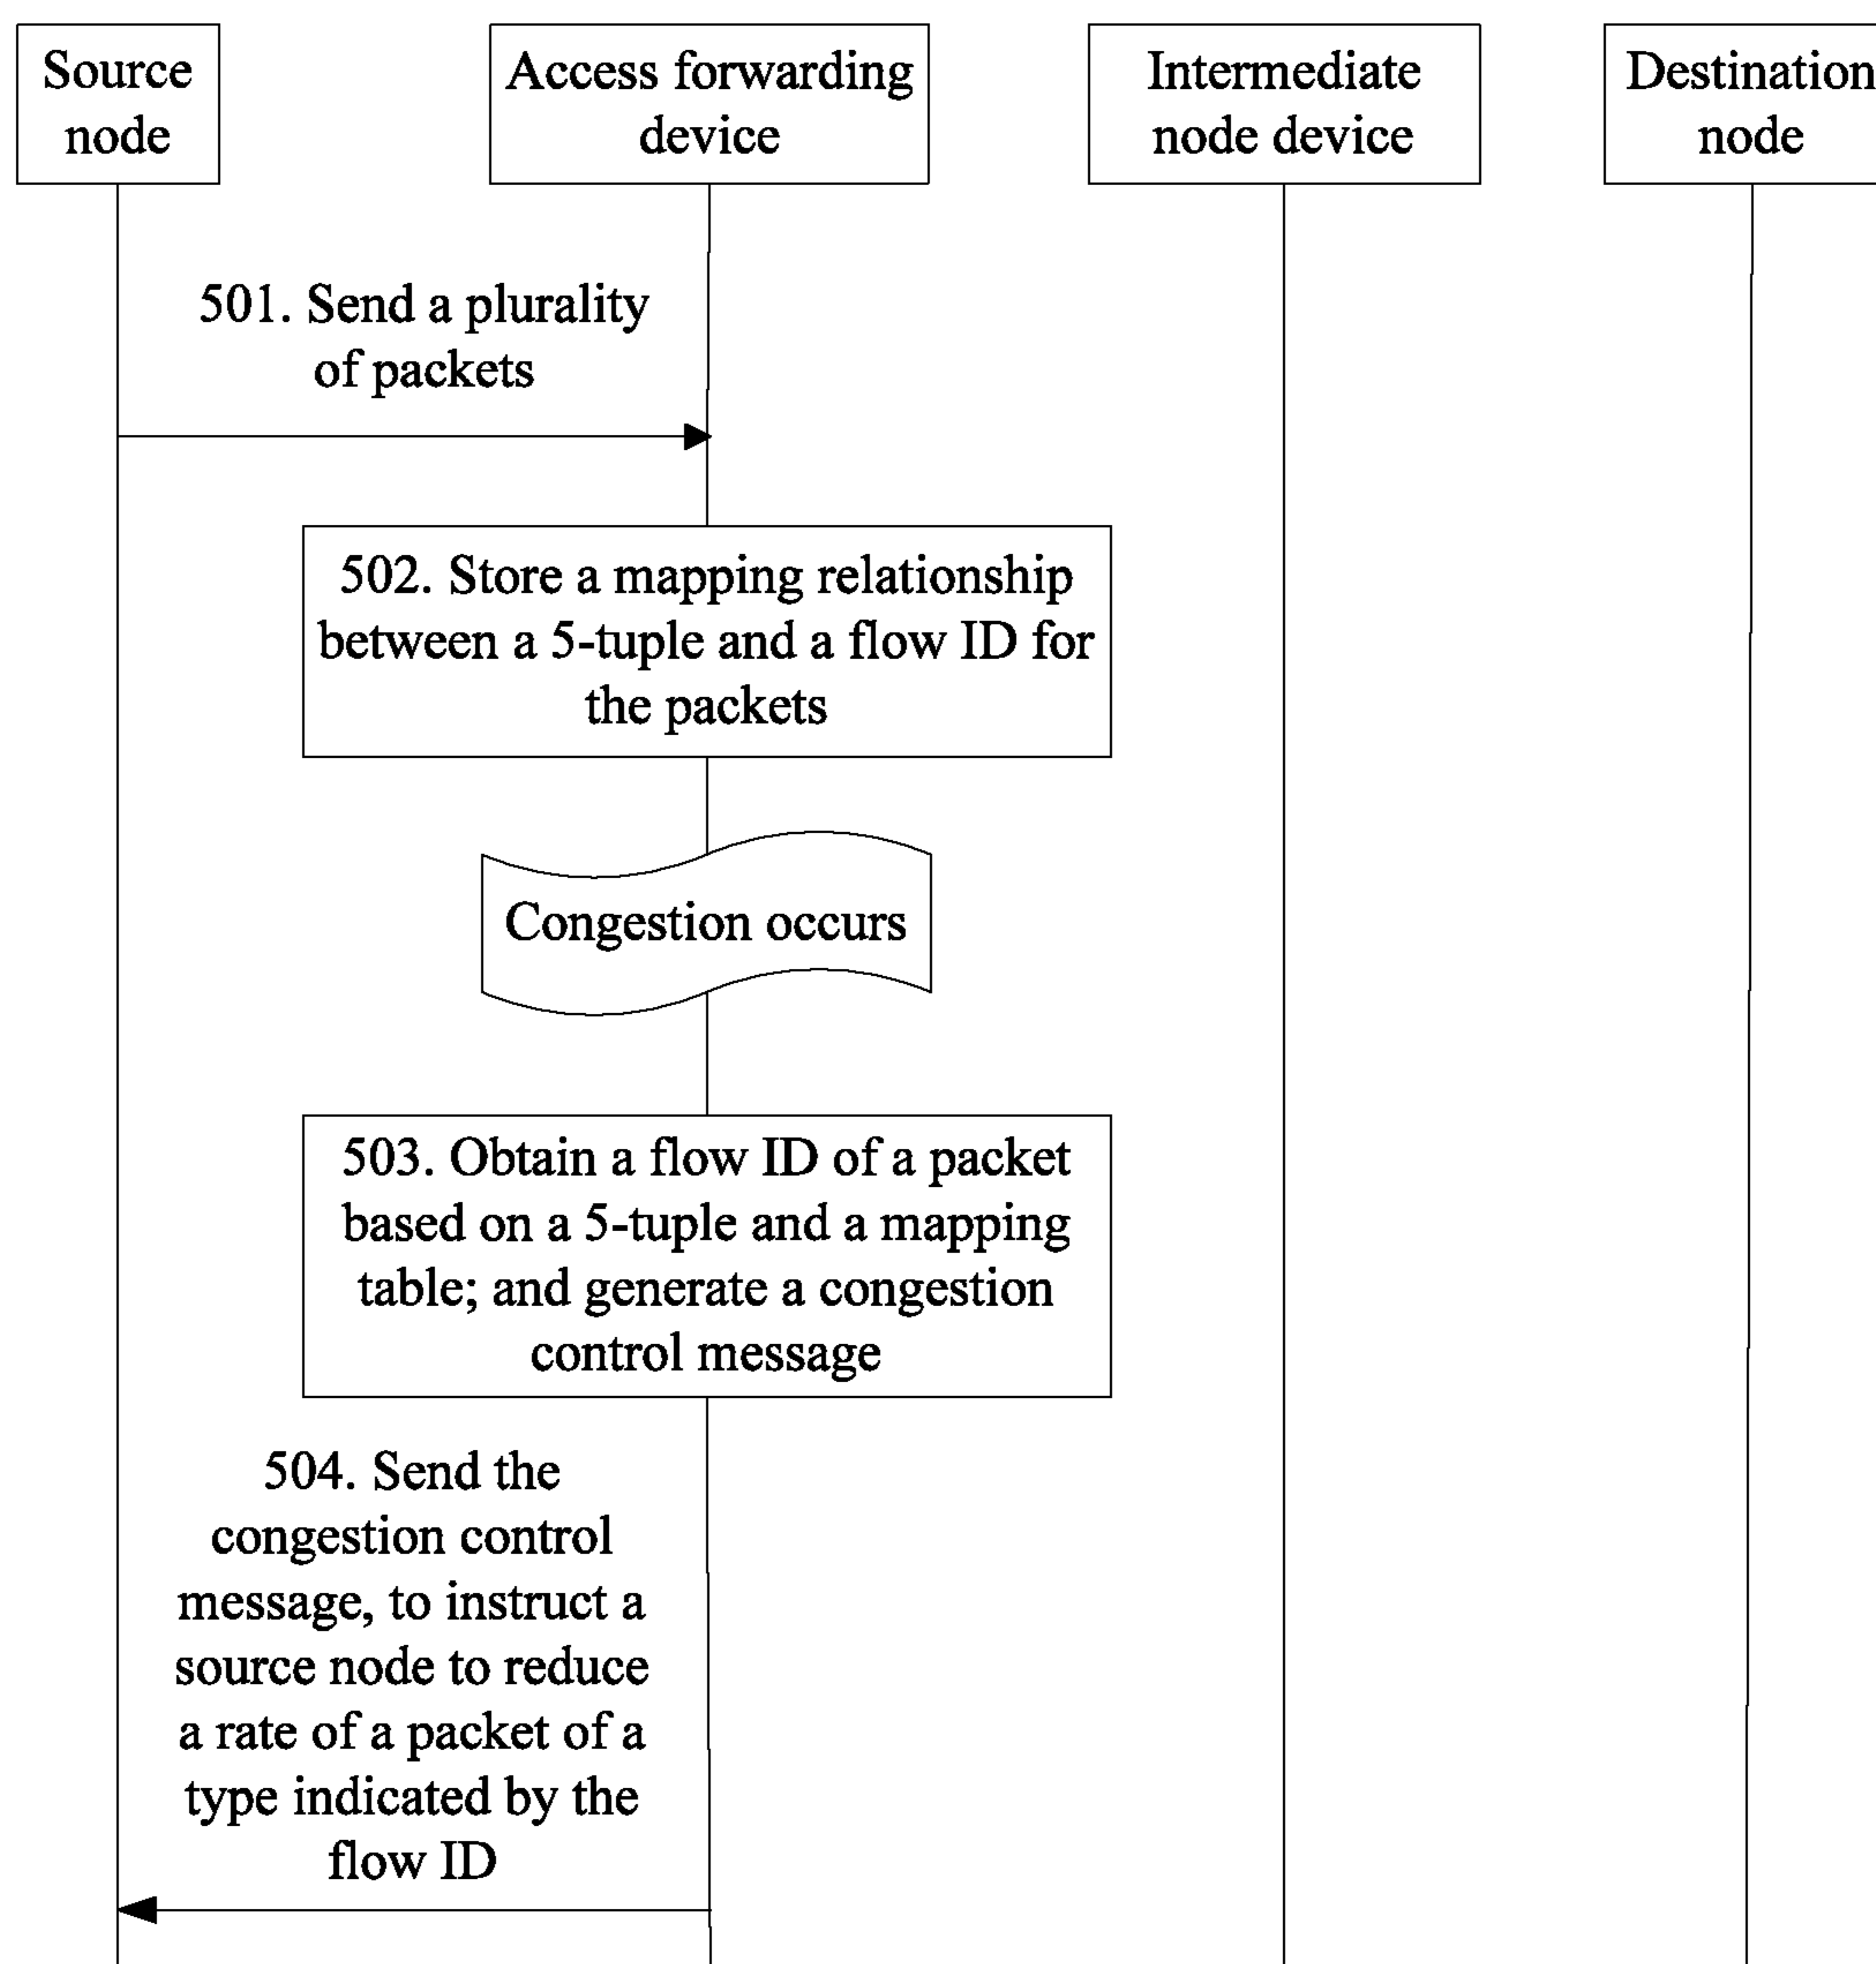 Source
node
Access forwarding
device
Intermediate
node device
Destination
node
501. Send a plurality
of packets
502. Store a mapping relationship
between a 5-tuple and a flow ID for
the packets
Congestion occurs
503. Obtain a flow ID of a packet
based on a 5-tuple and a mapping
table; and generate a congestion
control message
504. Send the
congestion control
message, to instruct a
source node to reduce
a rate of a packet of a
type indicated by the
flow ID